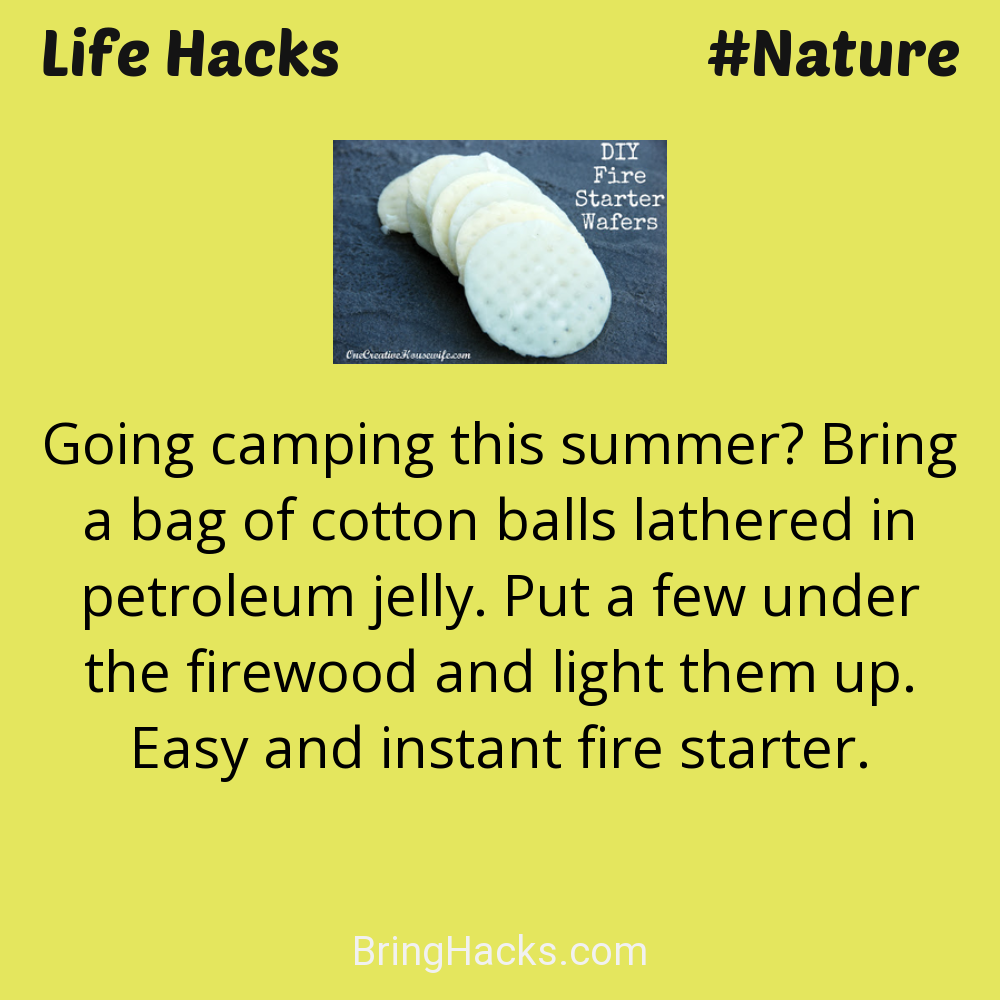 Life Hacks #Nature
DIY
Fire
Starter
Wafers
OneCreativeHousewife.com
Going camping this summer? Bring
a bag of cotton balls lathered in
petroleum jelly. Put a few under
the firewood and light them up.
Easy and instant fire starter.
BringHacks.com